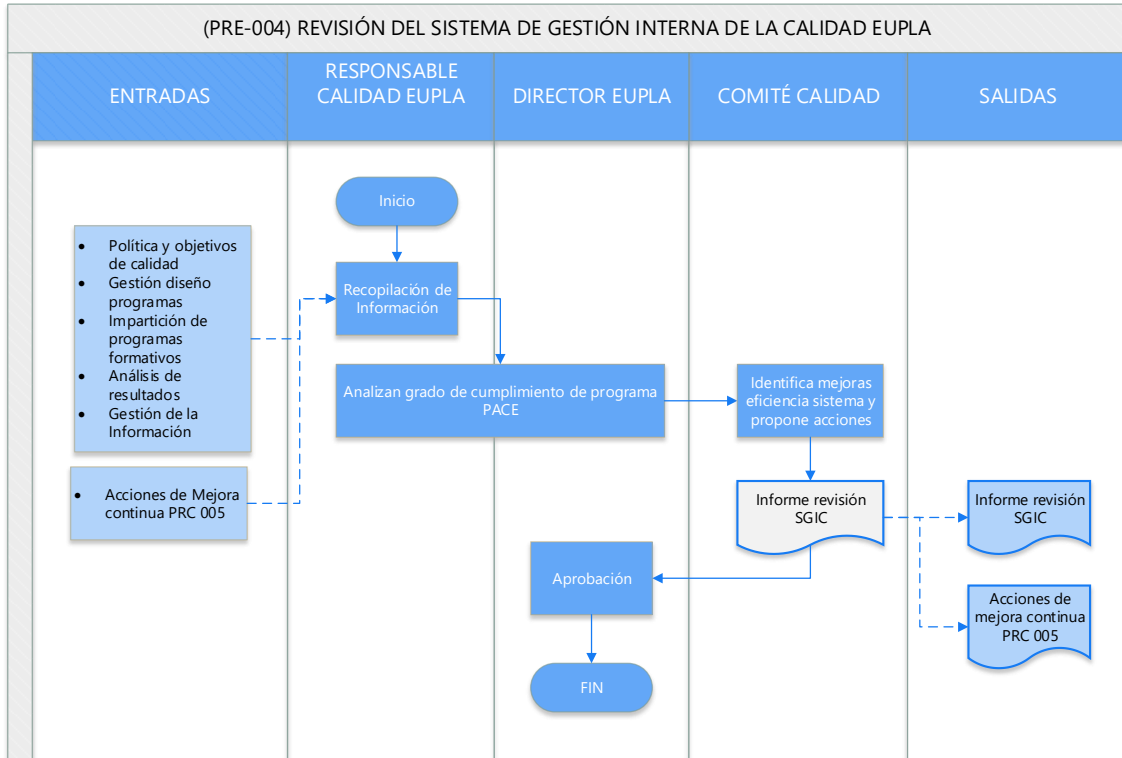 (PRE-004) REVISIÓN DEL SISTEMA DE GESTIÓN INTERNA DE LA CALIDAD EUPLA
ENTRADAS
RESPONSABLE
CALIDAD EUPLA
DIRECTOR EUPLA
COMITÉ CALIDAD
SALIDAS
Inicio
• Política y objetivos
de calidad
• Gestión diseño
programas
• Impartición de
programas
formativos
• Análisis de
resultados
• Gestión de la
Información
Recopilación de
Información
Analizan grado de cumplimiento de programa
PACE
Identifica mejoras
eficiencia sistema y
propone acciones
• Acciones de Mejora
continua PRC 005
Informe revisión
SGIC
Informe revisión
SGIC
Aprobación
Acciones de
mejora continua
PRC 005
FIN